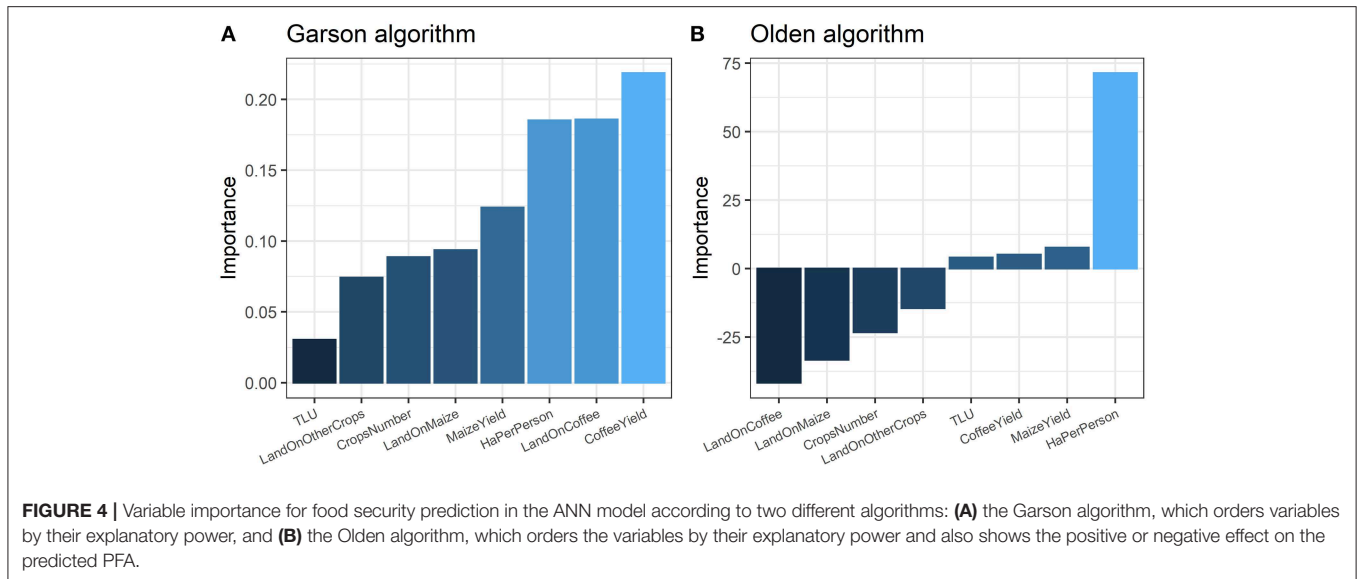 A Garson algorithm
Importance
0.20
0.15
0.10
0.05
0.00
TLU
LandOnOtherCrops
CropsNumber
LandOnMaize
MaizeYield
HaPerPerson
LandOnCoffee
CoffeeYield
B Olden algorithm
Importance
75
50
25
0
-25
LandOnCoffee
LandOnMaize
CropsNumber
LandOnOtherCrops
TLU
CoffeeYield
MaizeYield
HaPerPerson
FIGURE 4 | Variable importance for food security prediction in the ANN model according to two different algorithms: (A) the Garson algorithm, which orders variables
by their explanatory power, and (B) the Olden algorithm, which orders the variables by their explanatory power and also shows the positive or negative effect on the
predicted PFA.